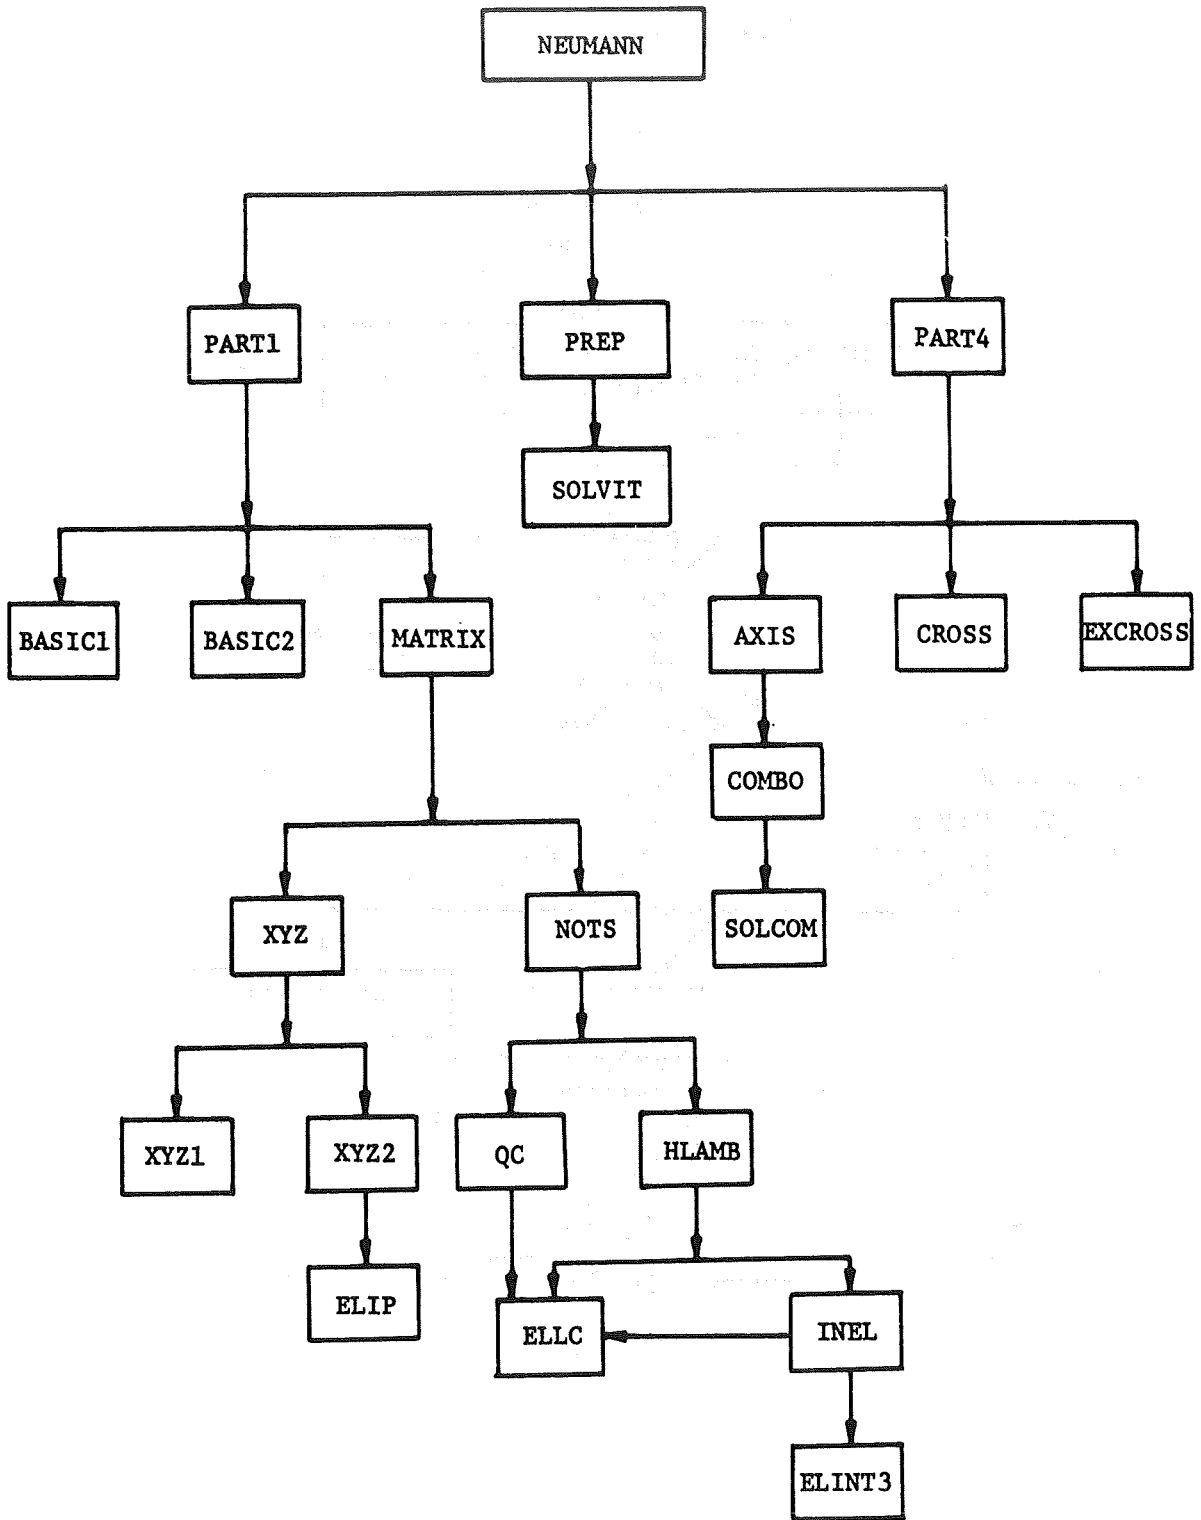 NEUMANN
PART1
PREP
PART4
SOLVIT
BASIC1
BASIC2
MATRIX
AXIS
CROSS
EXCROSS
COMBO
XYZ
NOTS
SOLCOM
XYZ1
XYZ2
QC
HLAMB
ELIP
ELLC
INEL
ELINT3